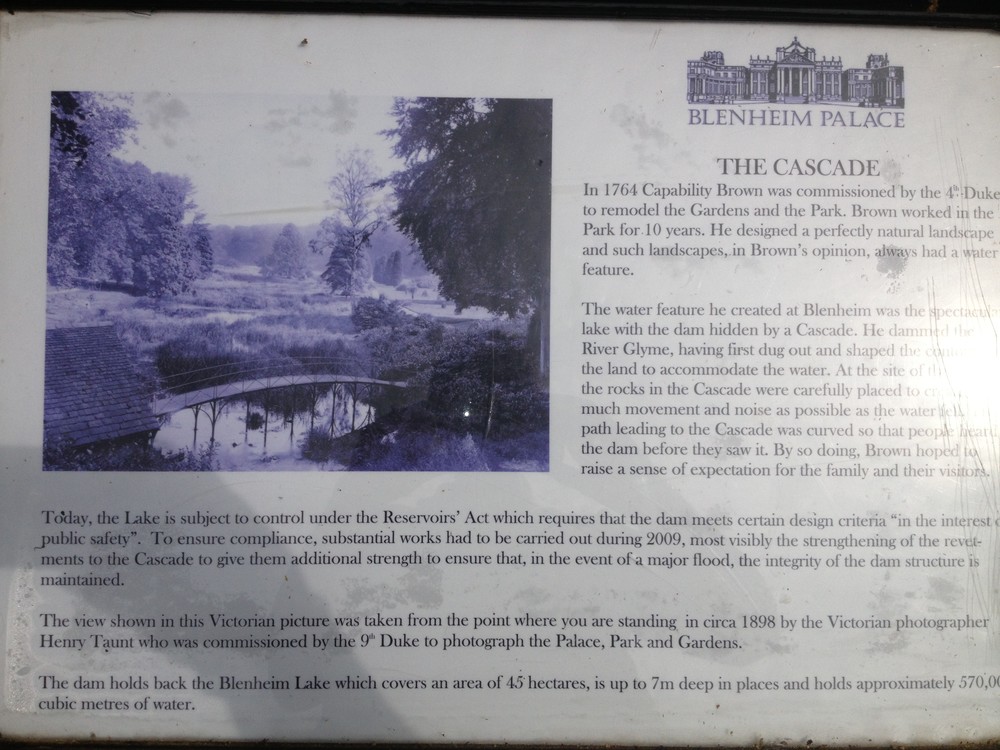 BLENHEIM PALACE
THE CASCADE
In 1764 Capability Brown was commissioned by the 4th Duke
to remodel the Gardens and the Park. Brown worked in the
Park for 10 years. He designed a perfectly natural landscape
and such landscapes, in Brown's opinion, always had a water
feature.
The water feature he created at Blenheim was the
lake with the dam hidden by a Cascade. He dammed the
River Glyme, having first dug out and shaped the
the land to accommodate the water. At the site of
the rocks in the Cascade were carefully placed to
much movement and noise as possible as the water fell.
path leading to the Cascade was curved so that people heard
the dam before they saw it. By so doing, Brown hoped to
raise a sense of expectation for the family and their visitors.
Today, the Lake is subject to control under the Reservoirs' Act which requires that the dam meets certain design criteria "in the interest
public safety". To ensure compliance, substantial works had to be carried out during 2009, most visibly the strengthening of the revet-
ments to the Cascade to give them additional strength to ensure that, in the event of a major flood, the integrity of the dam structure is
maintained.
The view shown in this Victorian picture was taken from the point where you are standing in circa 1898 by the Victorian photographer
Henry Taunt who was commissioned by the 9th Duke to photograph the Palace, Park and Gardens.
The dam holds back the Blenheim Lake which covers an area of 45 hectares, is up to 7m deep in places and holds approximately
cubic metres of water.